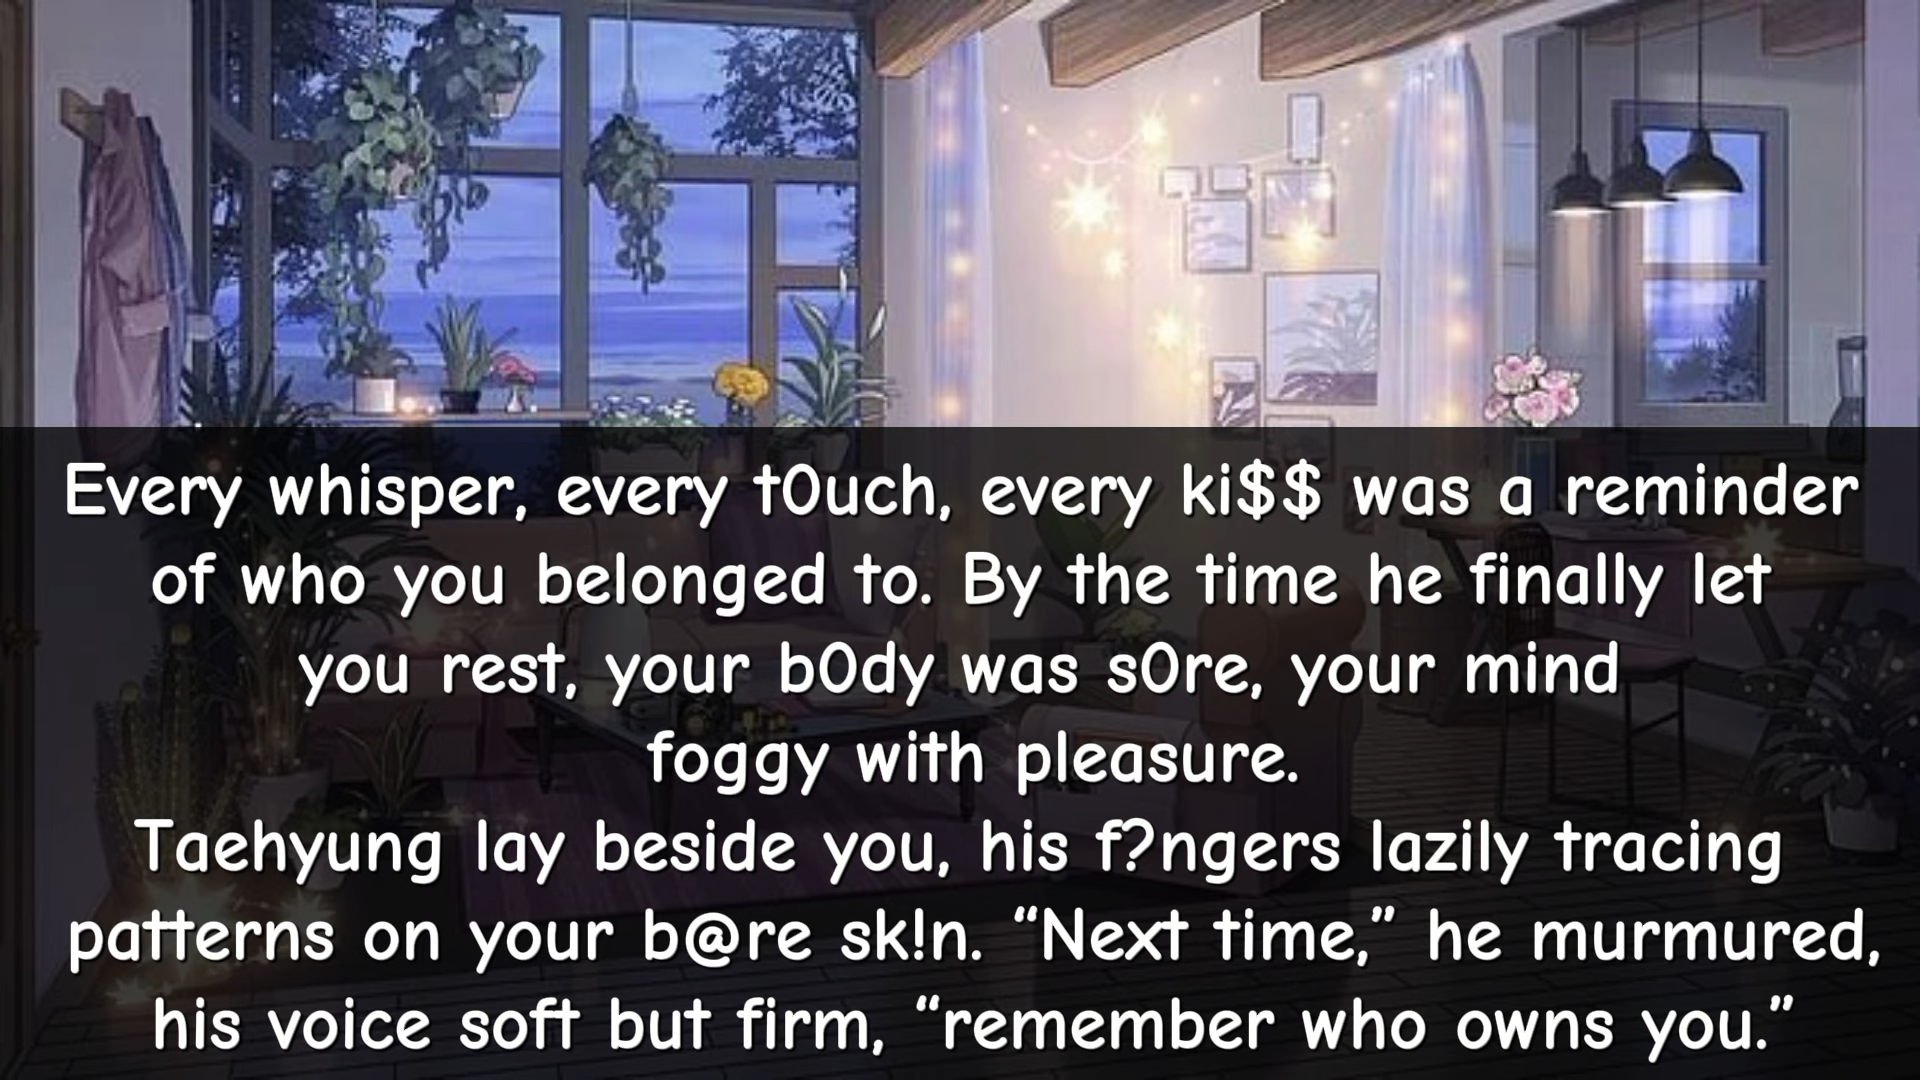 Every whisper, every t0uch, every ki$$ was a reminder
of who you belonged to. By the time he finally let
you rest, your b0dy was s0re, your mind
foggy with pleasure.
Taehyung lay beside you, his f?ngers lazily tracing
patterns on your b@re sk!n. “Next time,” he murmured,
his voice soft but firm, “remember who owns you.”